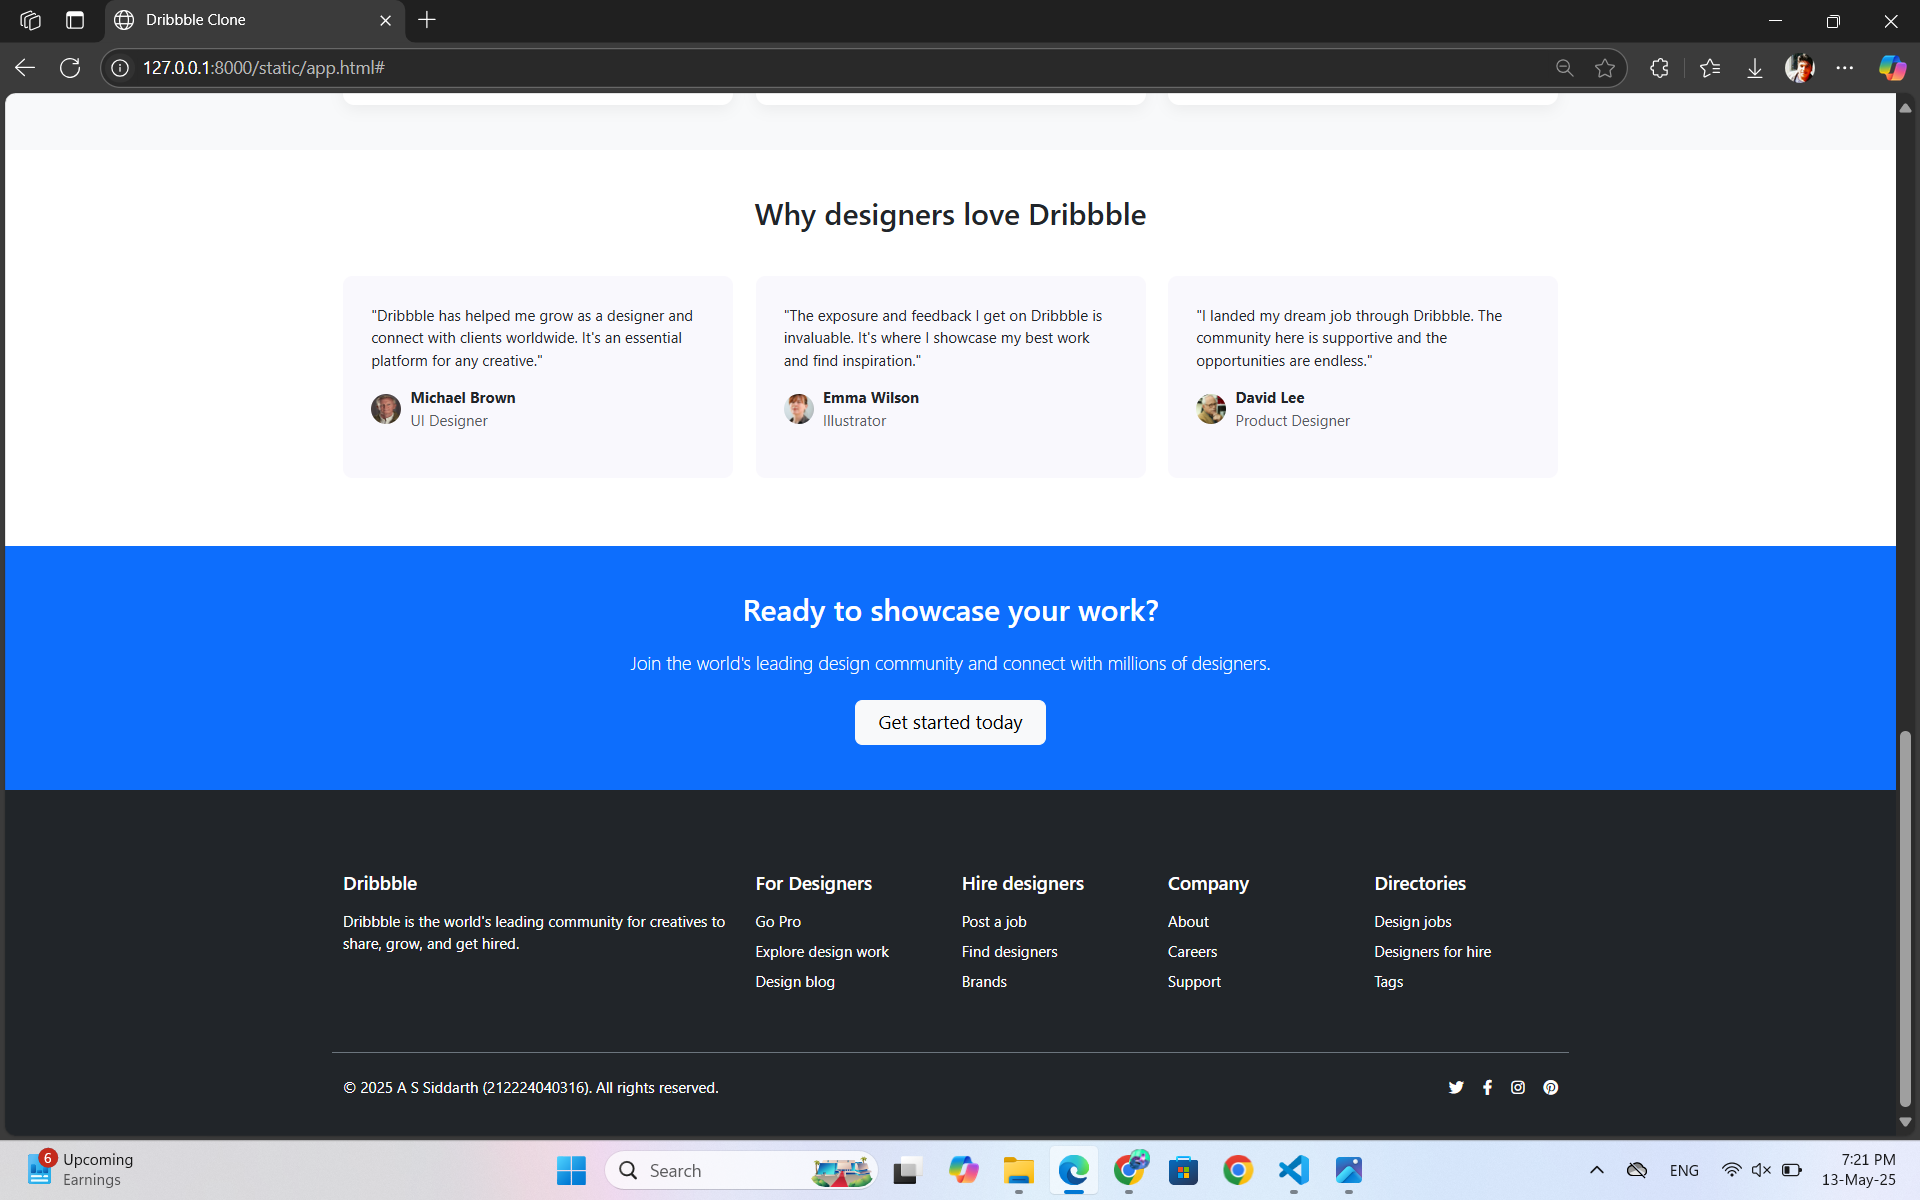 Dribbble Clone
127.0.0.1:8000/static/app.html#
Why designers love Dribbble
"Dribbble has helped me grow as a designer and
connect with clients worldwide. It's an essential
platform for any creative."
Michael Brown
UI Designer
"The exposure and feedback I get on Dribbble is
invaluable. It's where I showcase my best work
and find inspiration."
Emma Wilson
Illustrator
"I landed my dream job through Dribbble. The
community here is supportive and the
opportunities are endless."
David Lee
Product Designer
Ready to showcase your work?
Join the world's leading design community and connect with millions of designers.
Get started today
Dribbble
Dribbble is the world's leading community for creatives to
share, grow, and get hired.
For Designers
Go Pro
Explore design work
Design blog
Hire designers
Post a job
Find designers
Brands
Company
About
Careers
Support
Directories
Design jobs
Designers for hire
Tags
© 2025 A S Siddarth (212224040316). All rights reserved.
6
Upcoming
Earnings
Search
ENG
7:21 PM
13-May-25